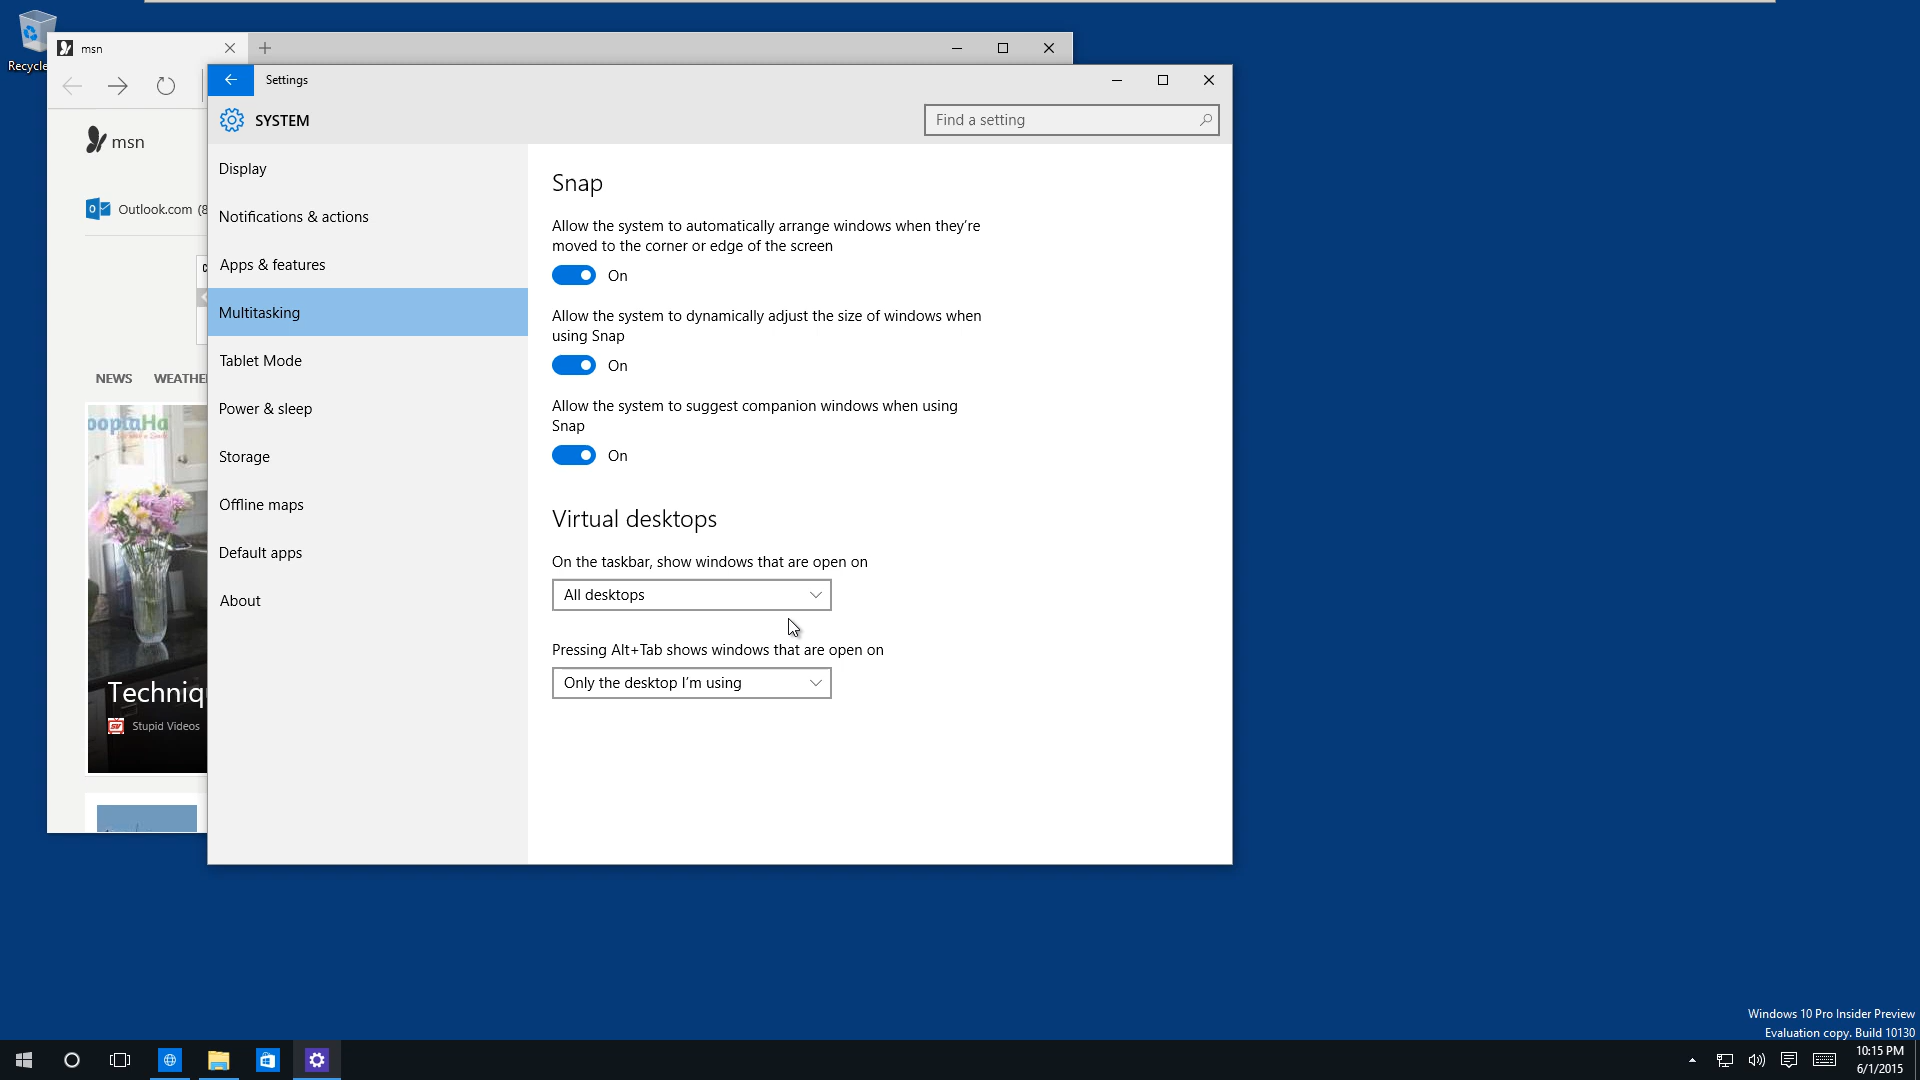 Recycle
msn
Settings
SYSTEM
Find a setting
msn
Outlook.com (8
NEWS WEATHE
ooplaHa
Techniqu
Stupid Videos
Display
Notifications & actions
Apps & features
Multitasking
Tablet Mode
Power & sleep
Storage
Offline maps
Default apps
About
Snap
Allow the system to automatically arrange windows when they're
moved to the corner or edge of the screen
On
Allow the system to dynamically adjust the size of windows when
using Snap
On
Allow the system to suggest companion windows when using
Snap
On
Virtual desktops
On the taskbar, show windows that are open on
All desktops
Pressing Alt+Tab shows windows that are open on
Only the desktop I'm using
Windows 10 Pro Insider Preview
Evaluation copy. Build 10130
10:15 PM
6/1/2015